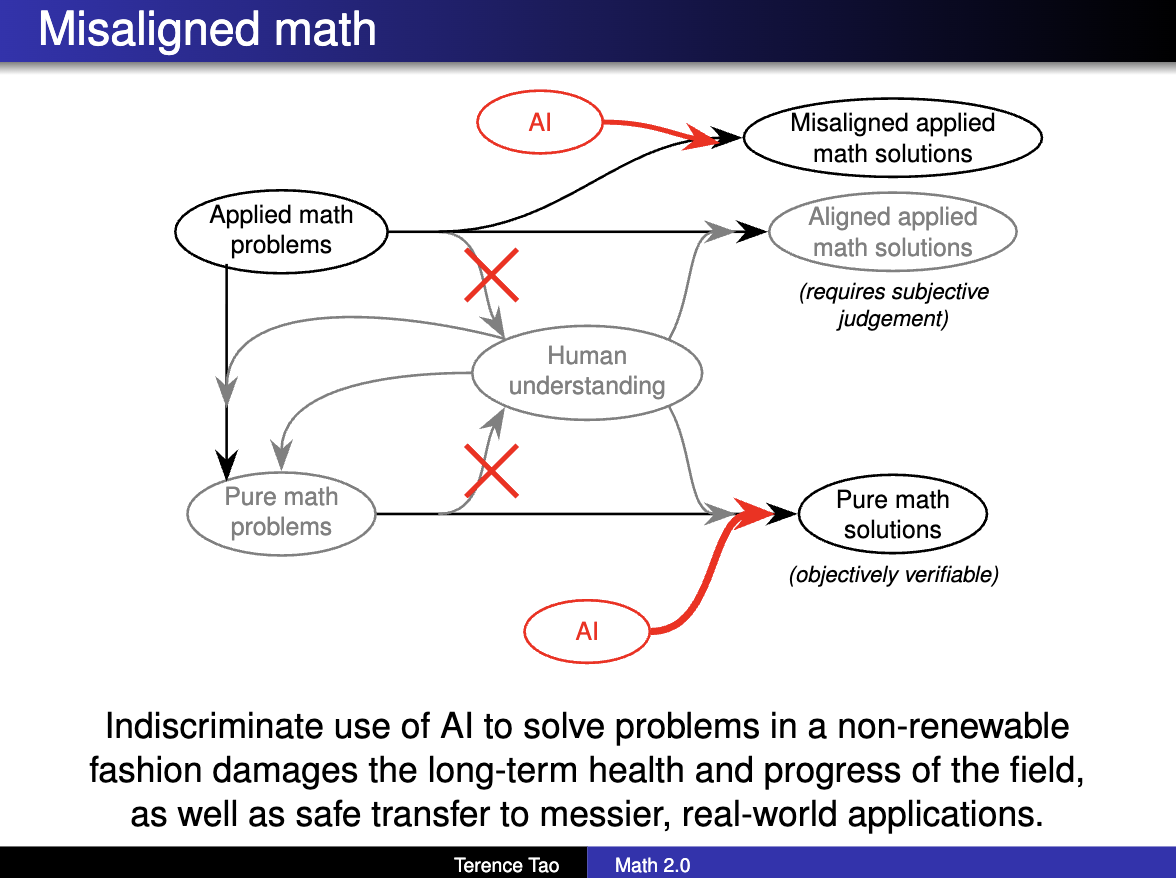 Misaligned math
AI
Misaligned applied
math solutions
Applied math
problems
Aligned applied
math solutions
(requires subjective
judgement)
Human
understanding
Pure math
problems
Pure math
solutions
(objectively verifiable)
AI
Indiscriminate use of AI to solve problems in a non-renewable
fashion damages the long-term health and progress of the field,
as well as safe transfer to messier, real-world applications.
Terence Tao
Math 2.0